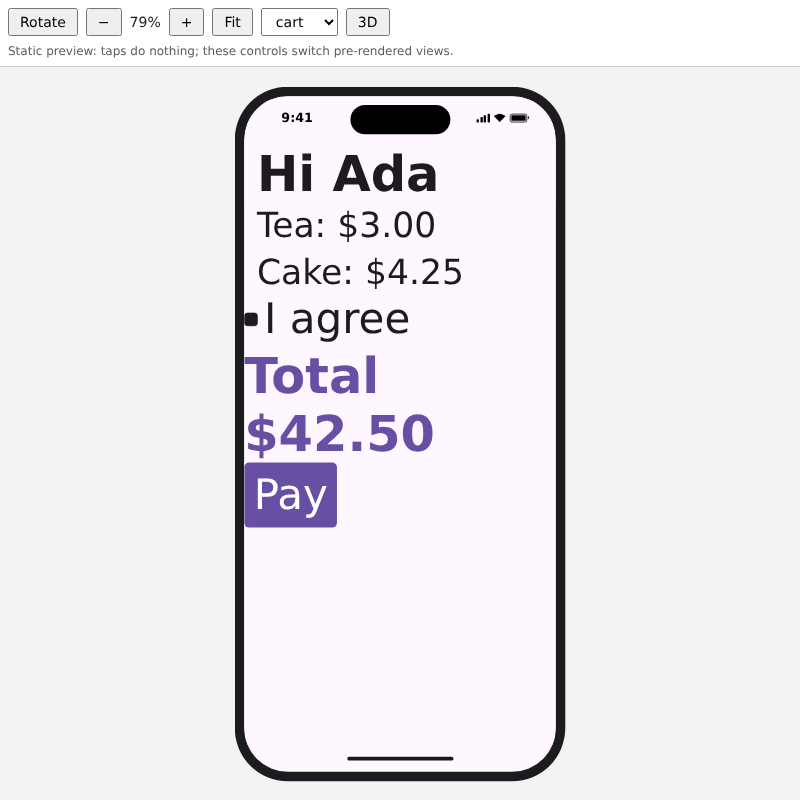 Rotate − 79% + Fit cart 3D
Static preview: taps do nothing; these controls switch pre-rendered views.
9:41
Hi Ada
Tea: $3.00
Cake: $4.25
I agree
Total
$42.50
Pay